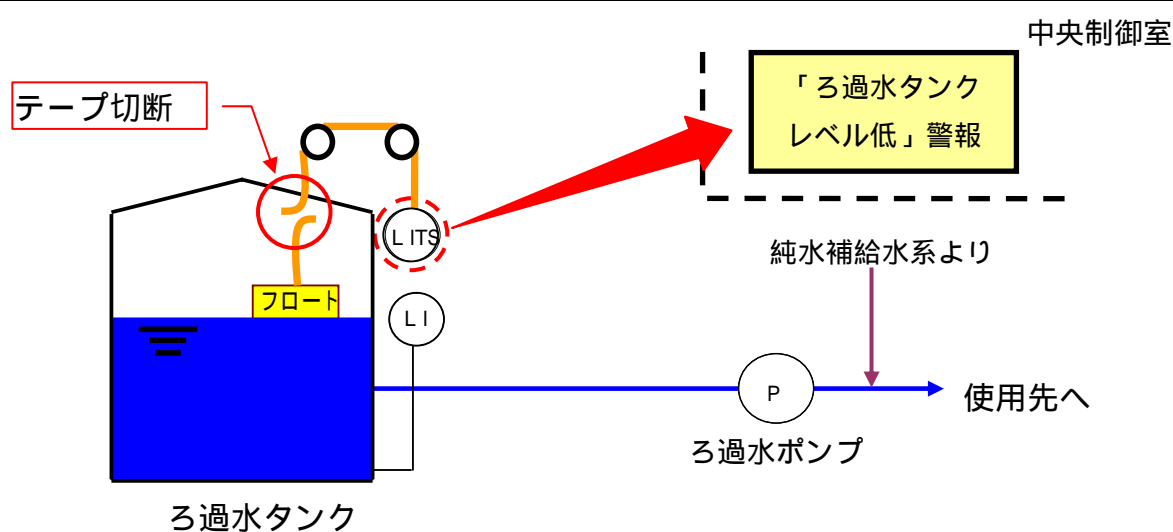 中央制御室
「ろ過水タンク
レベル低」警報
テープ切断
L ITS
純水補給水系より
フロート
L I
P
使用先へ
ろ過水ポンプ
ろ過水タンク